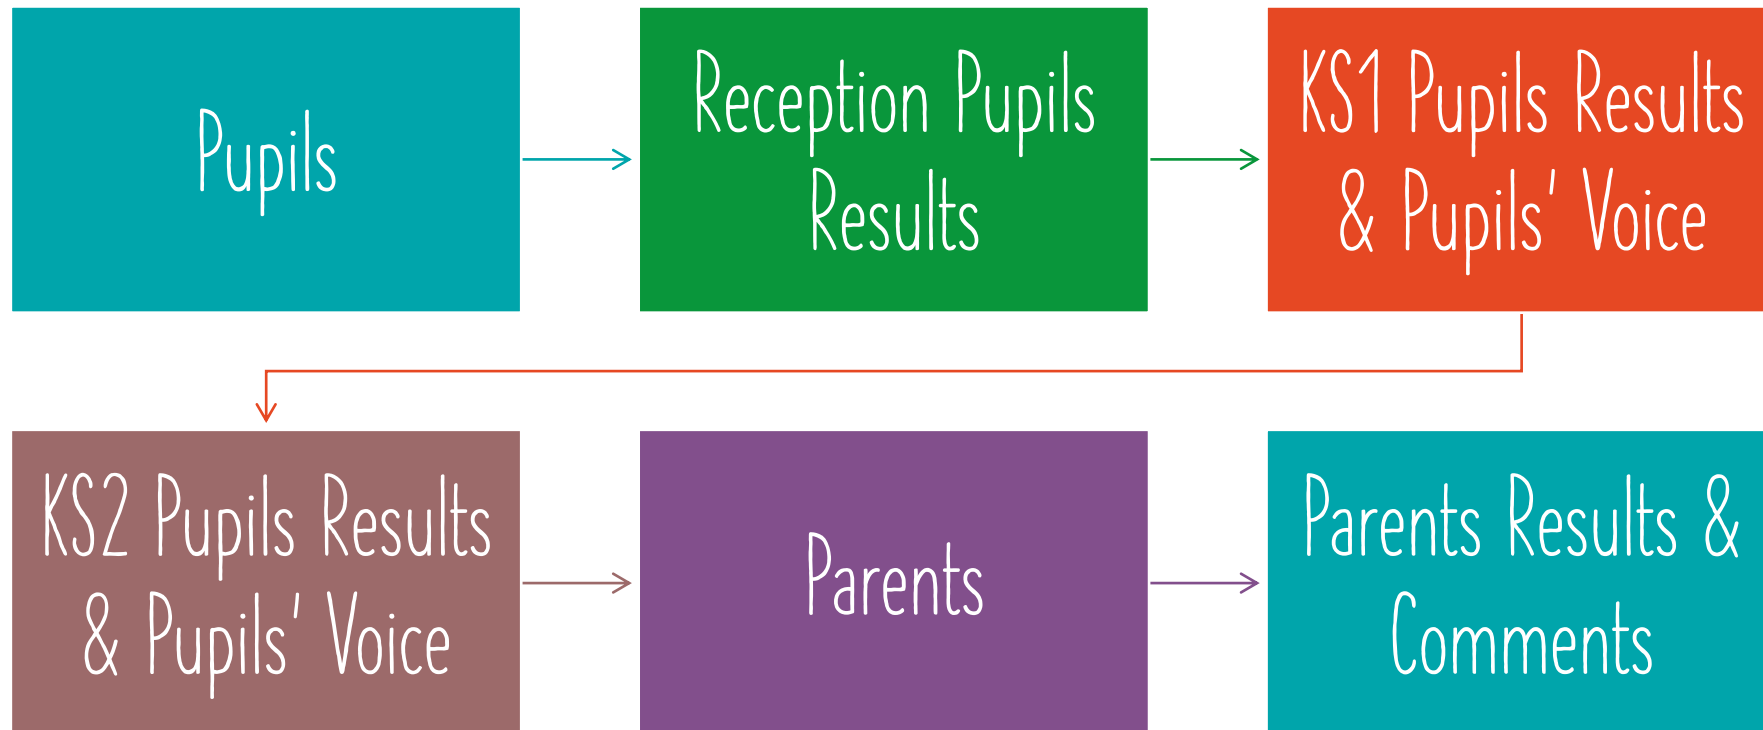 Pupils
Reception Pupils
Results
KS1 Pupils Results
& Pupils' Voice
KS2 Pupils Results
& Pupils' Voice
Parents
Parents Results &
Comments